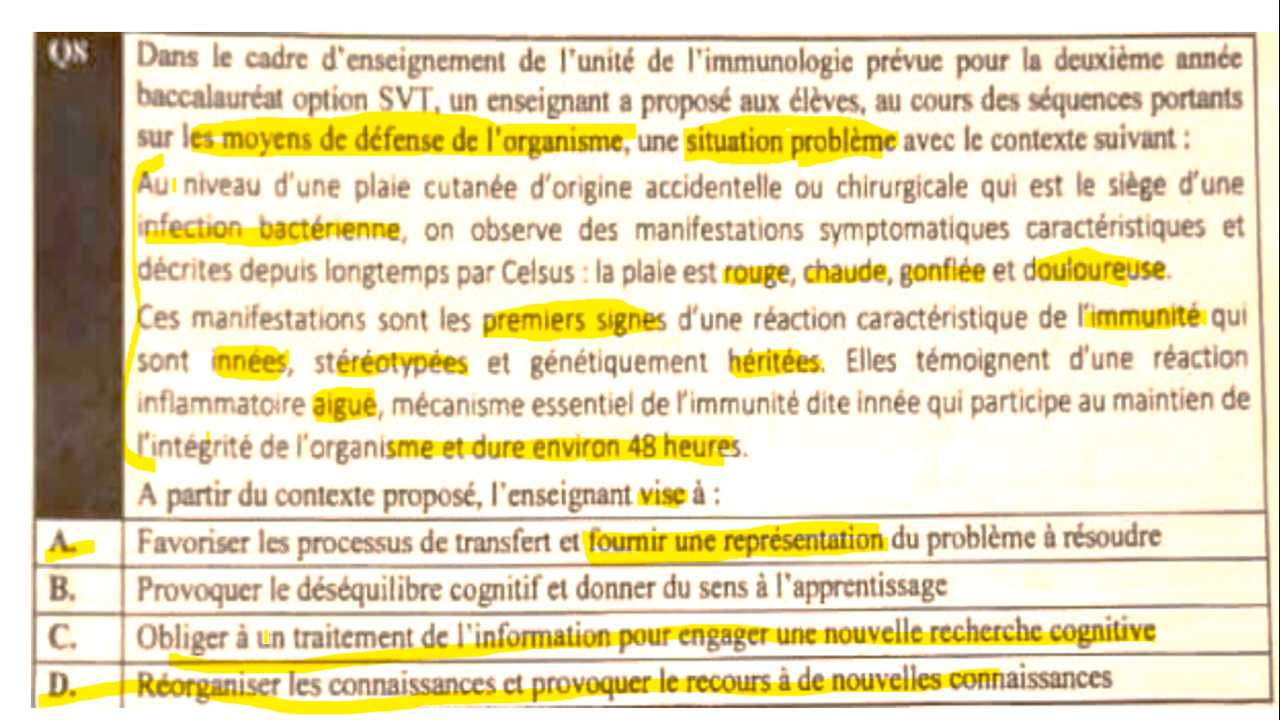 Q8
Dans le cadre d'enseignement de l'unité de l'immunologie prévue pour la deuxième année
baccalauréat option SVT, un enseignant a proposé aux élèves, au cours des séquences portants
sur les moyens de défense de l'organisme, une situation problème avec le contexte suivant :
Au niveau d'une plaie cutanée d'origine accidentelle ou chirurgicale qui est le siège d'une
infection bactérienne, on observe des manifestations symptomatiques caractéristiques et
décrites depuis longtemps par Celsus : la plaie est rouge, chaude, gonflée et douloureuse.
Ces manifestations sont les premiers signes d'une réaction caractéristique de l'immunité qui
sont innées, stéréotypées et génétiquement héritées. Elles témoignent d'une réaction
inflammatoire aiguë, mécanisme essentiel de l'immunité dite innée qui participe au maintien de
l'intégrité de l'organisme et dure environ 48 heures.
A partir du contexte proposé, l'enseignant vise à :
A. Favoriser les processus de transfert et fournir une représentation du problème à résoudre
B. Provoquer le déséquilibre cognitif et donner du sens à l'apprentissage
C. Obliger à un traitement de l'information pour engager une nouvelle recherche cognitive
D. Réorganiser les connaissances et provoquer le recours à de nouvelles connaissances